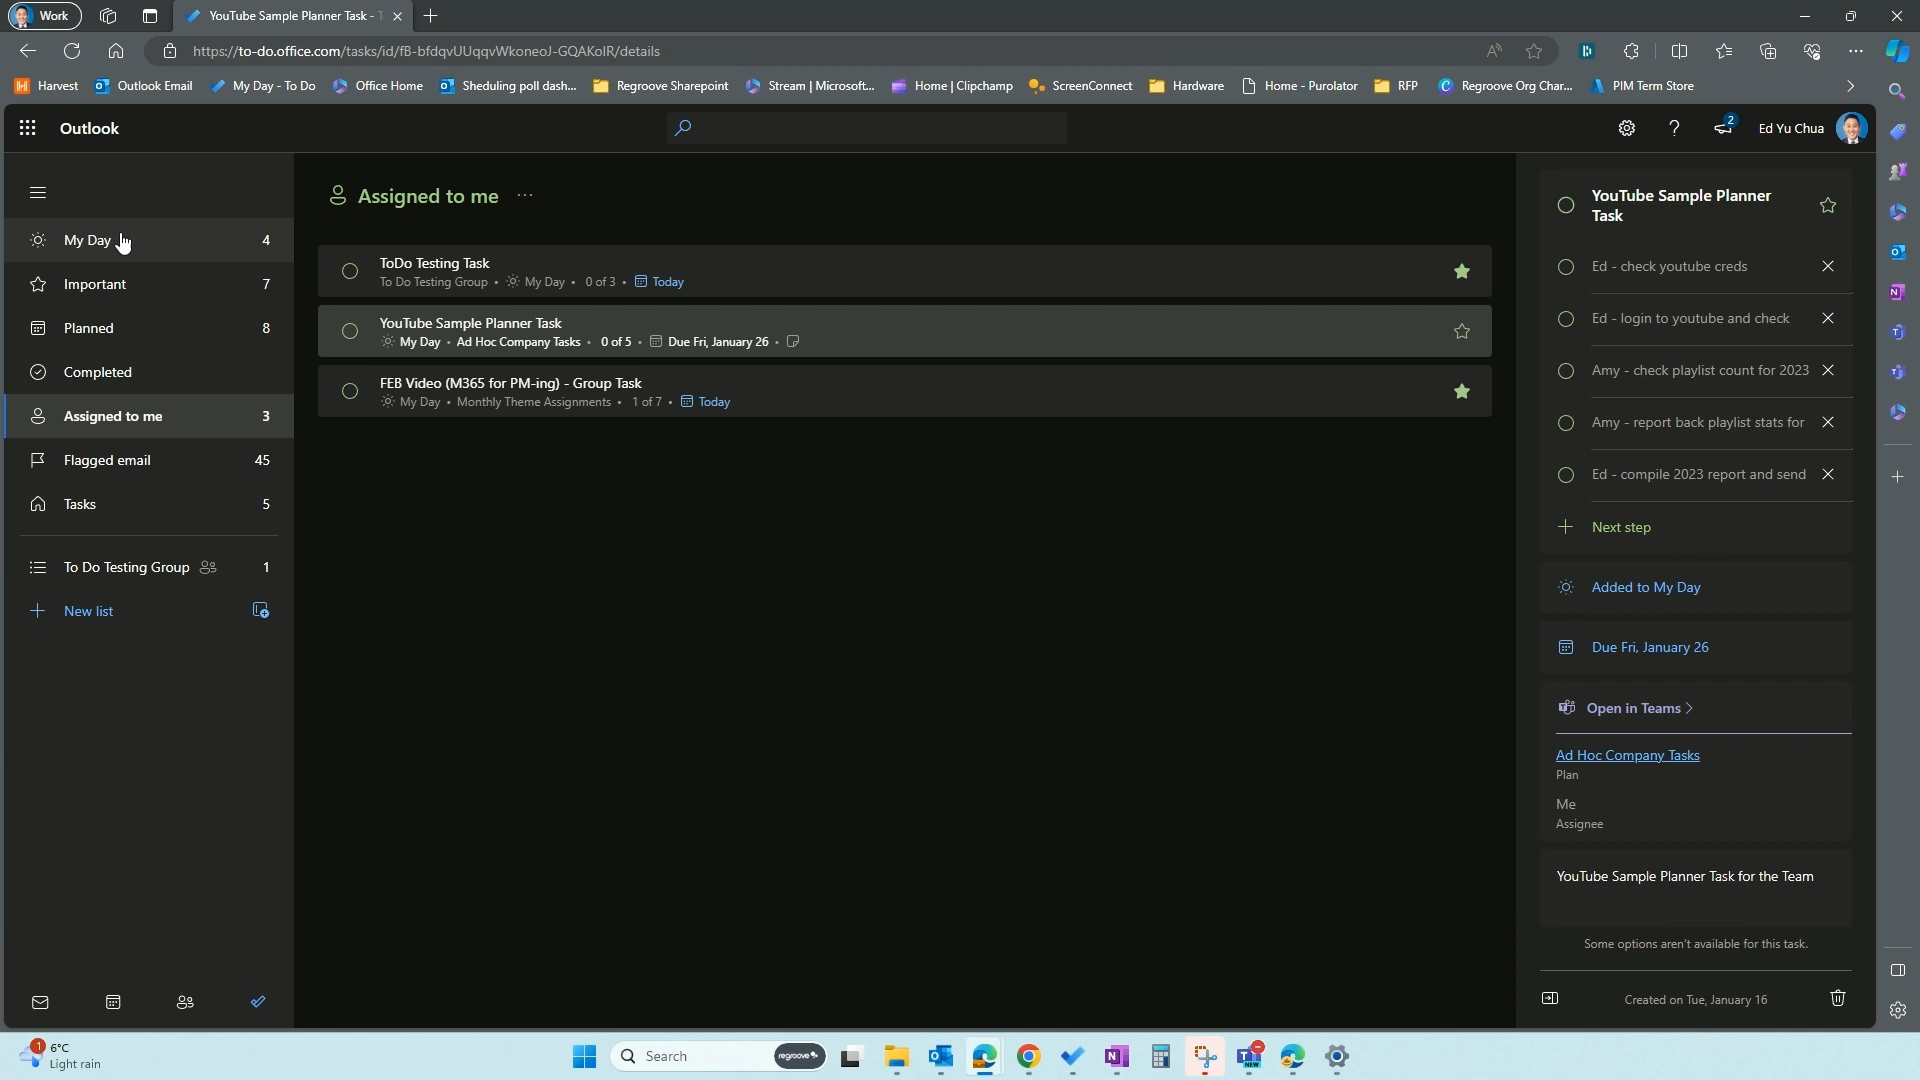 Work
YouTube Sample Planner Task - T
https://to-do.office.com/tasks/id/fB-bfdqvUUqqvWkoneoJ-GQAKolR/details
Harvest
Outlook Email
My Day - To Do
Office Home
Sheduling poll dash...
Regroove Sharepoint
Stream | Microsoft...
Home | Clipchamp
ScreenConnect
Hardware
Home - Purolator
RFP
Regroove Org Char...
PIM Term Store
Outlook
2
Ed Yu Chua
My Day 4
Important 7
Planned 8
Completed
Assigned to me 3
Flagged email 45
Tasks 5
To Do Testing Group 1
New list
Assigned to me ...
ToDo Testing Task
To Do Testing Group • My Day • 0 of 3 • Today
YouTube Sample Planner Task
My Day • Ad Hoc Company Tasks • 0 of 5 • Due Fri, January 26 •
FEB Video (M365 for PM-ing) - Group Task
My Day • Monthly Theme Assignments • 1 of 7 • Today
YouTube Sample Planner
Task
Ed - check youtube creds
Ed - login to youtube and check
Amy - check playlist count for 2023
Amy - report back playlist stats for
Ed - compile 2023 report and send
Next step
Added to My Day
Due Fri, January 26
Open in Teams
Ad Hoc Company Tasks
Plan
Me
Assignee
YouTube Sample Planner Task for the Team
Some options aren't available for this task.
Created on Tue, January 16
1
6°C
Light rain
Search
regroove
NEW